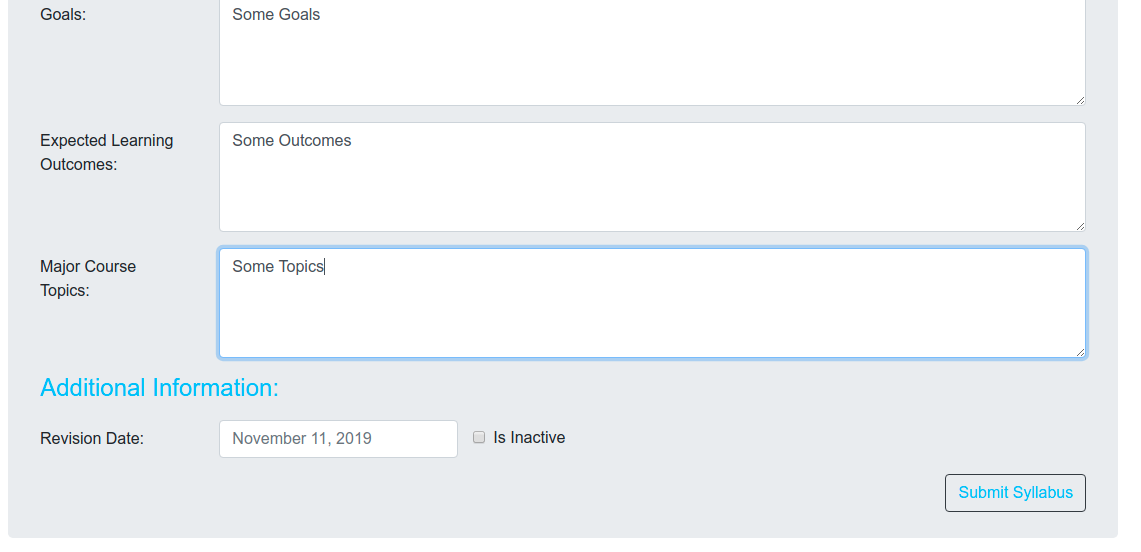 Goals:
Some Goals
Expected Learning
Outcomes:
Some Outcomes
Major Course
Topics:
Some Topics
Additional Information:
Revision Date:
November 11, 2019
Is Inactive
Submit Syllabus